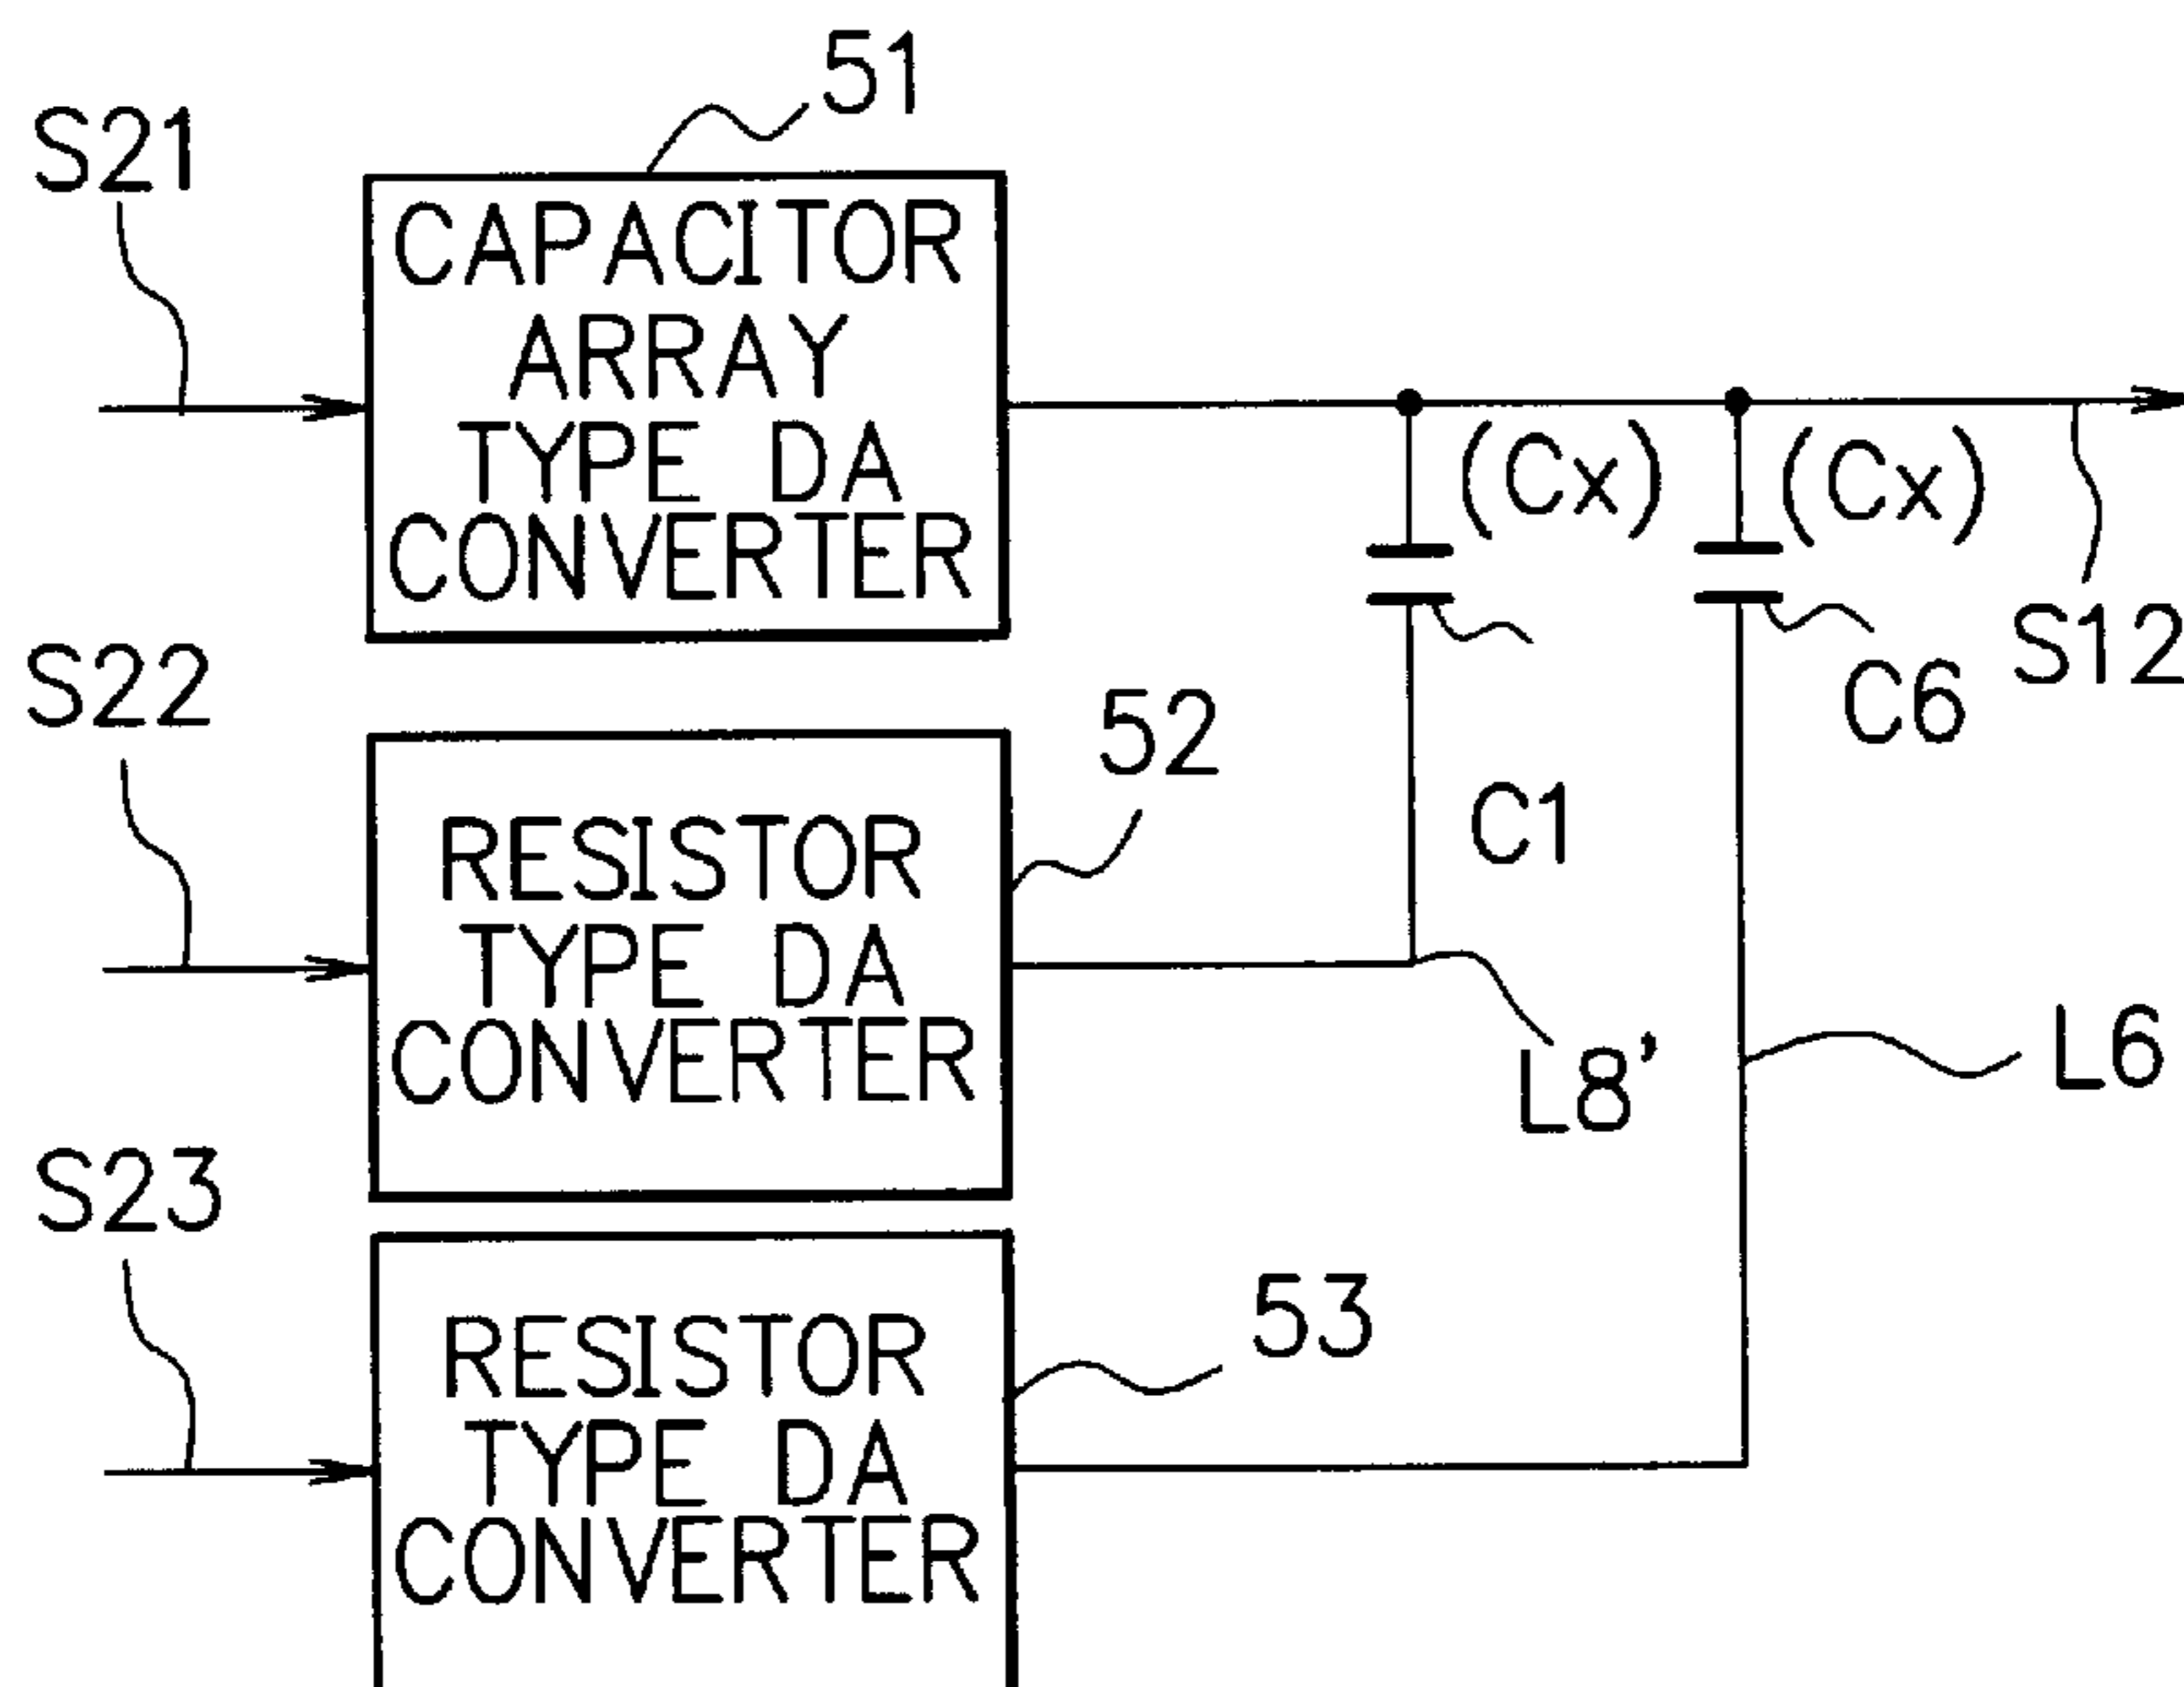 51
S21
CAPACITOR
ARRAY
TYPE DA
CONVERTER
(Cx)
(Cx)
S12
C6
S22
52
C1
RESISTOR
TYPE DA
CONVERTER
L8'
L6
S23
53
RESISTOR
TYPE DA
CONVERTER